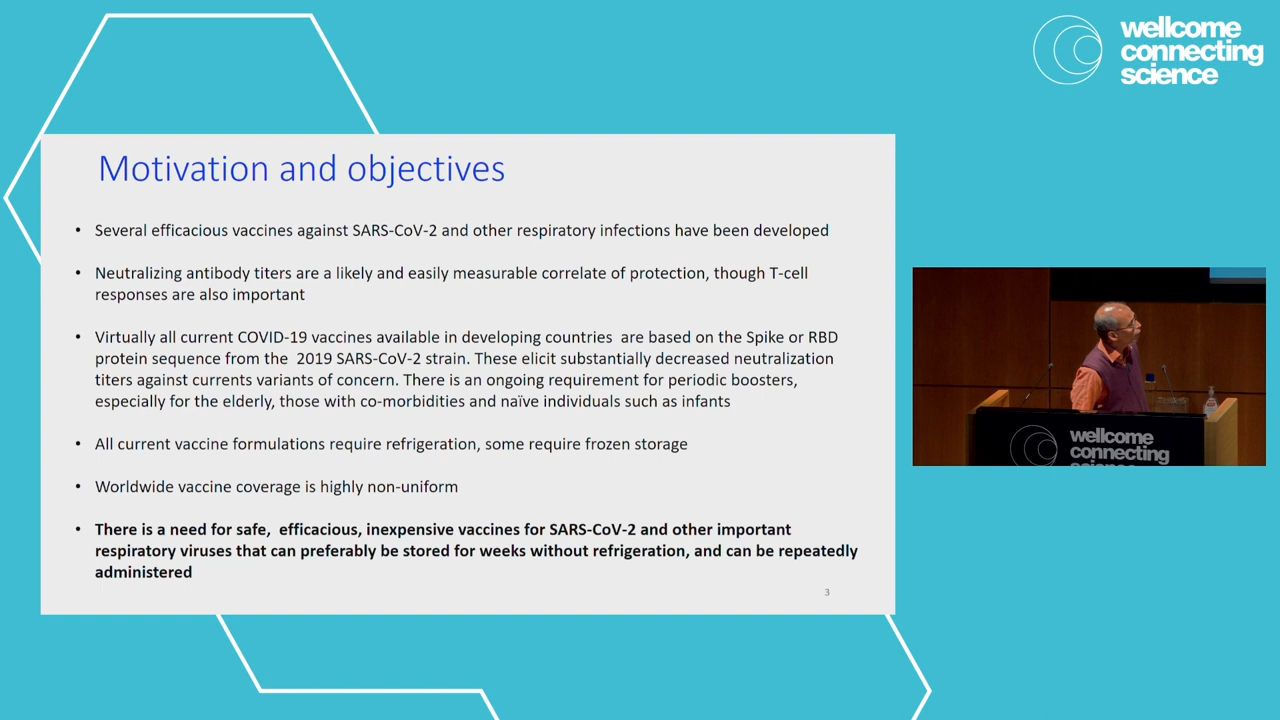 wellcome
connecting
science
Motivation and objectives
• Several efficacious vaccines against SARS-CoV-2 and other respiratory infections have been developed
• Neutralizing antibody titers are a likely and easily measurable correlate of protection, though T-cell
responses are also important
• Virtually all current COVID-19 vaccines available in developing countries are based on the Spike or RBD
protein sequence from the 2019 SARS-CoV-2 strain. These elicit substantially decreased neutralization
titers against currents variants of concern. There is an ongoing requirement for periodic boosters,
especially for the elderly, those with co-morbidities and naïve individuals such as infants
• All current vaccine formulations require refrigeration, some require frozen storage
• Worldwide vaccine coverage is highly non-uniform
• There is a need for safe, efficacious, inexpensive vaccines for SARS-CoV-2 and other important
respiratory viruses that can preferably be stored for weeks without refrigeration, and can be repeatedly
administered
3
wellcome
connecting
science